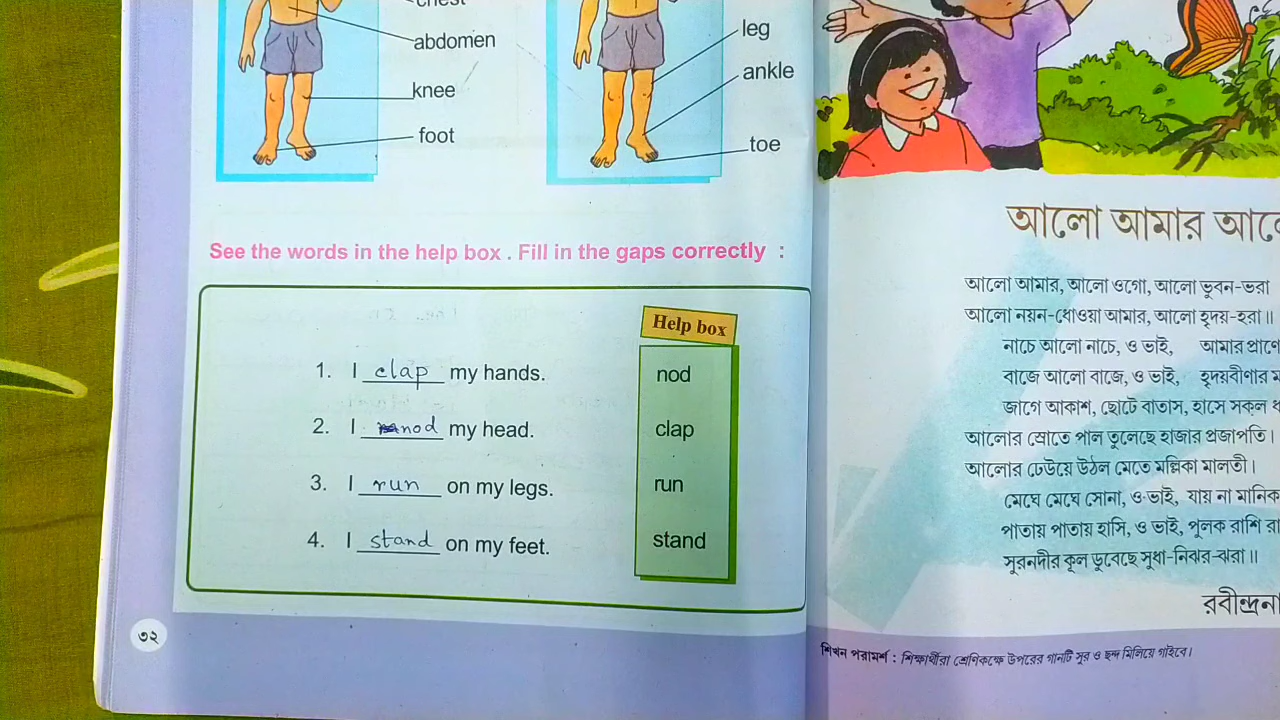 chest
abdomen
knee
foot
leg
ankle
toe
See the words in the help box . Fill in the gaps correctly :
Help box
1. I clap my hands.
2. I nod my head.
3. I run on my legs.
4. I stand on my feet.
nod
clap
run
stand
৩২
আলো আমার
আলো আমার, আলো ওগো, আলো ভুবন-ভরা
আলো নয়ন-ধোওয়া আমার, আলো হৃদয়-হরা॥
নাচে আলো নাচে, ও ভাই, আমার প্রাণে
বাজে আলো বাজে, ও ভাই, হৃদয়বীণার
জাগে আকাশ, ছোটে বাতাস, হাসে সকল
আলোর স্রোতে পাল তুলেছে হাজার প্রজাপতি।
আলোর ঢেউয়ে উঠল মেতে মল্লিকা মালতী।
মেঘে মেঘে সোনা, ও ভাই, যায় না মানিক
পাতায় পাতায় হাসি, ও ভাই, পুলক রাশি
সুরনদীর কূল ডুবেছে সুধা-নিঝর-ঝরা॥
শিখন পরামর্শ : শিক্ষার্থীরা শ্রেণিকক্ষে উপরের গানটি সুর ও ছন্দ মিলিয়ে গাইবে।